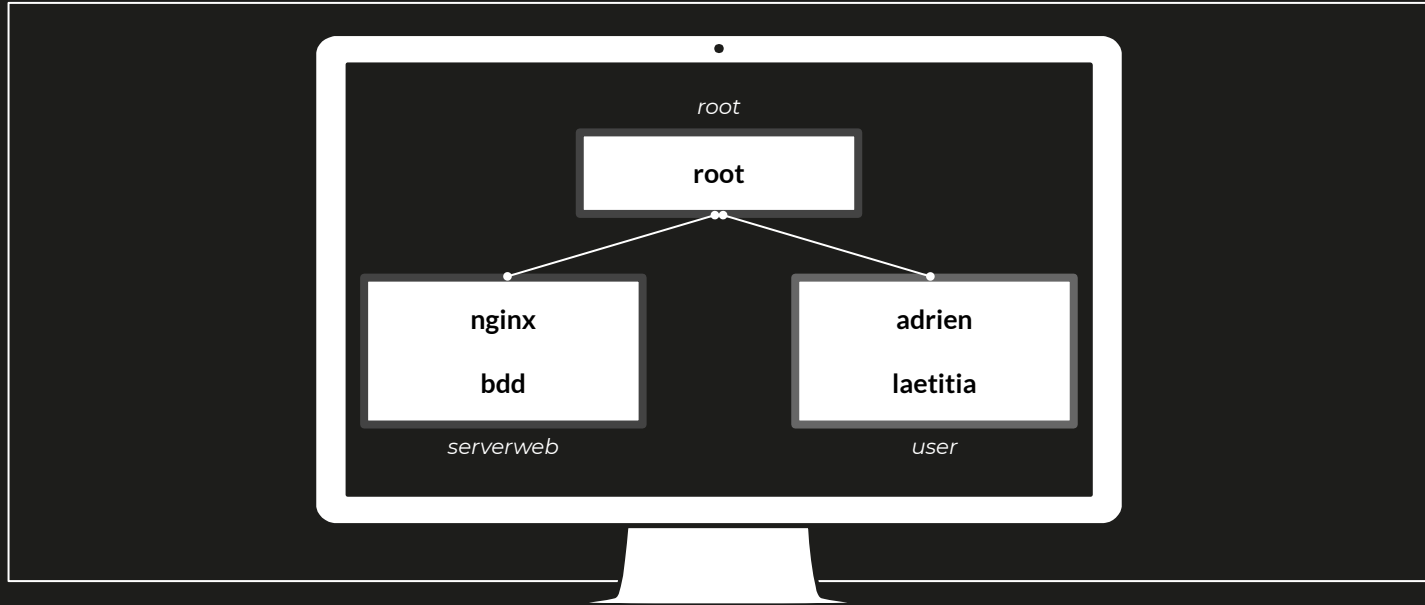 root
root
nginx
bdd
serverweb
adrien
laetitia
user